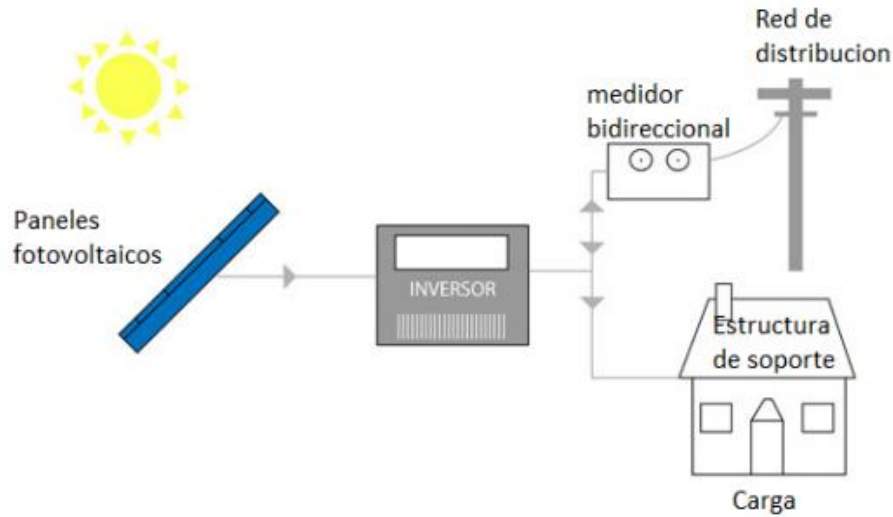 Red de
distribucion
medidor
bidireccional
Paneles
fotovoltaicos
INVERSOR
Estructura
de soporte
Carga